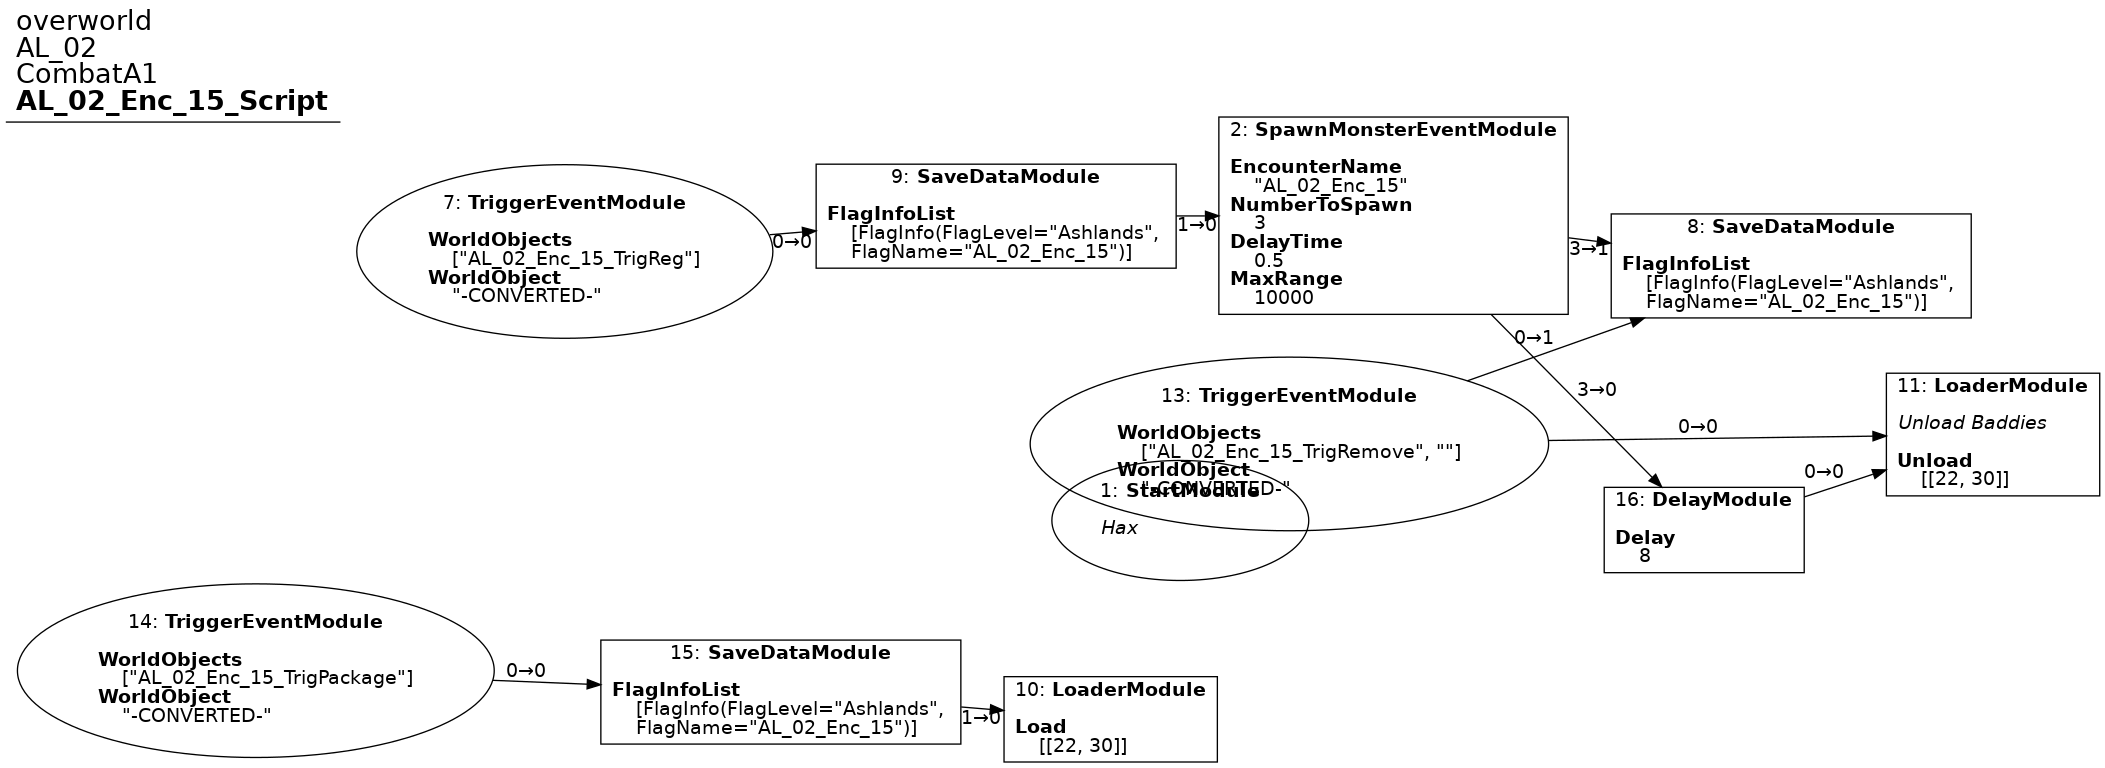 overworld
AL_02
CombatA1
AL_02_Enc_15_Script
7: TriggerEventModule
WorldObjects
["AL_02_Enc_15_TrigReg"]
WorldObject
"-CONVERTED-"
0→0
9: SaveDataModule
FlagInfoList
[FlagInfo(FlagLevel="Ashlands",
FlagName="AL_02_Enc_15")]
1→0
2: SpawnMonsterEventModule
EncounterName
"AL_02_Enc_15"
NumberToSpawn
3
DelayTime
0.5
MaxRange
10000
3→1
8: SaveDataModule
FlagInfoList
[FlagInfo(FlagLevel="Ashlands",
FlagName="AL_02_Enc_15")]
0→1
3→0
13: TriggerEventModule
WorldObjects
["AL_02_Enc_15_TrigRemove", ""]
WorldObject
"-CONVERTED-"
0→0
1: StartModule
Hax
11: LoaderModule
Unload Baddies
Unload
[[22, 30]]
0→0
16: DelayModule
Delay
8
14: TriggerEventModule
WorldObjects
["AL_02_Enc_15_TrigPackage"]
WorldObject
"-CONVERTED-"
0→0
15: SaveDataModule
FlagInfoList
[FlagInfo(FlagLevel="Ashlands",
FlagName="AL_02_Enc_15")]
1→0
10: LoaderModule
Load
[[22, 30]]